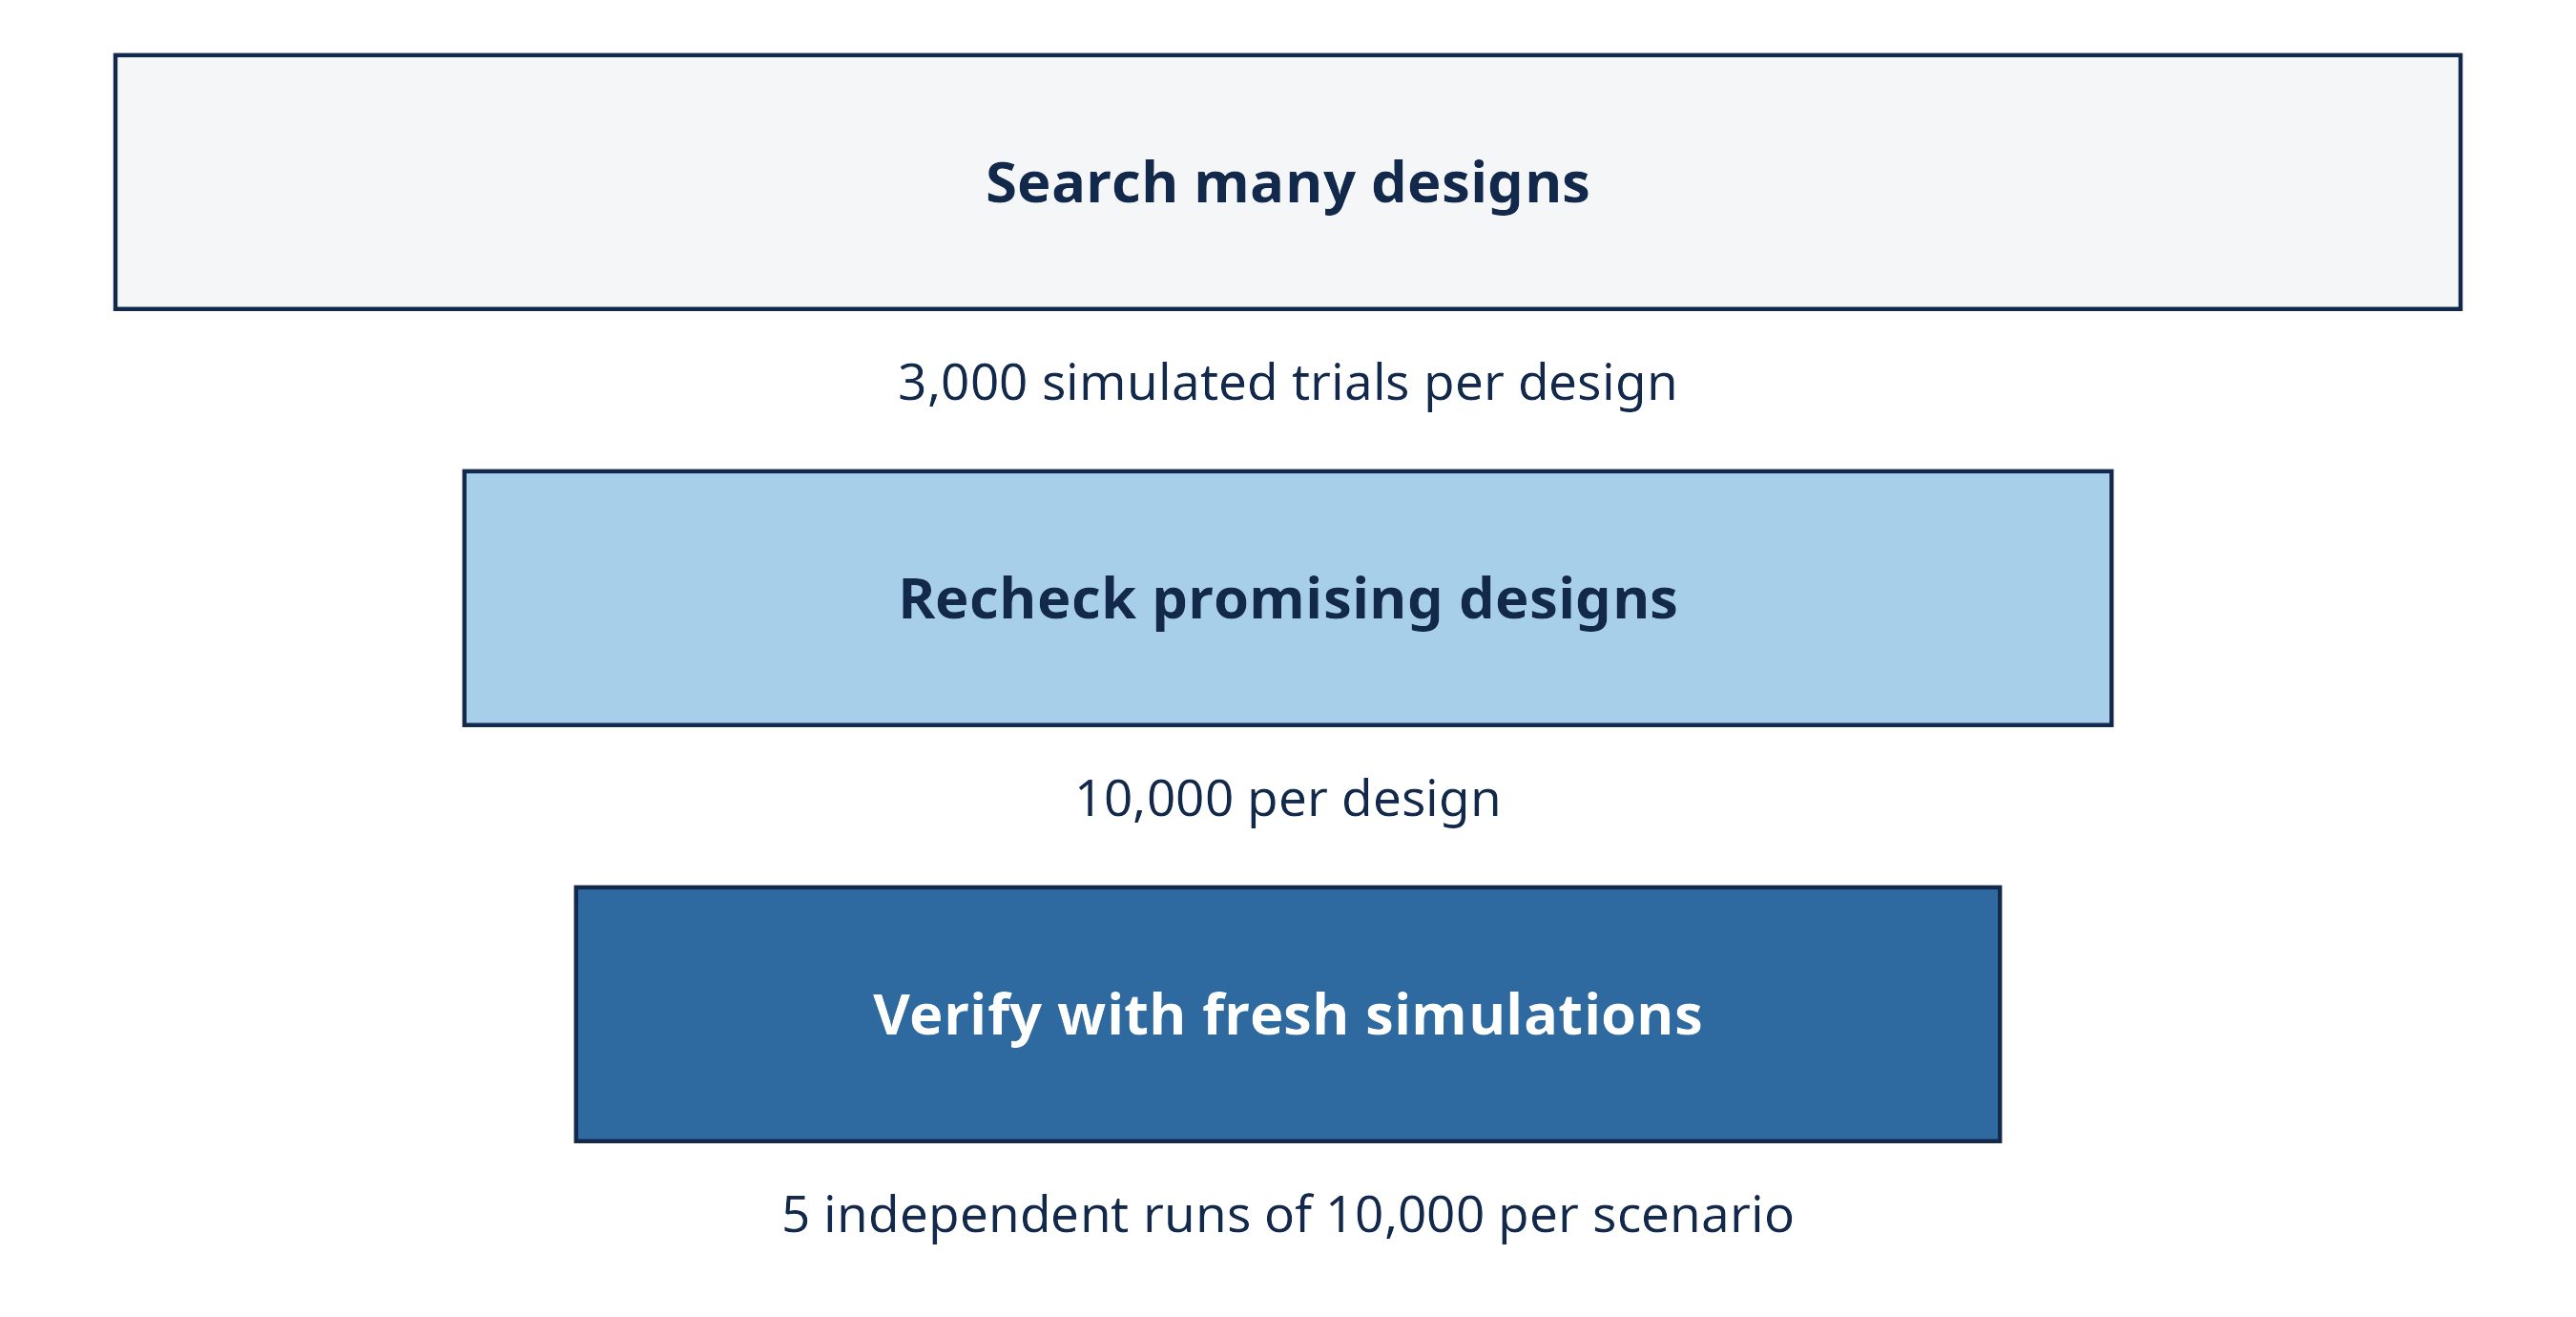 Search many designs
3,000 simulated trials per design
Recheck promising designs
10,000 per design
Verify with fresh simulations
5 independent runs of 10,000 per scenario